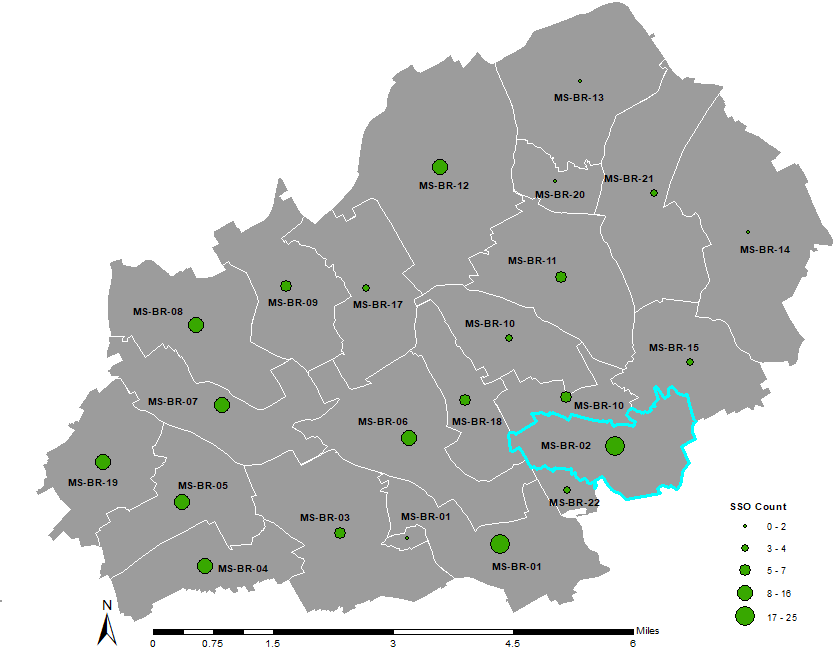 MS-BR-13
MS-BR-12
MS-BR-21
MS-BR-20
MS-BR-14
MS-BR-11
MS-BR-09
MS-BR-17
MS-BR-08
MS-BR-10
MS-BR-15
MS-BR-07
MS-BR-10
MS-BR-06
MS-BR-18
MS-BR-02
MS-BR-19
MS-BR-05
MS-BR-22
MS-BR-03
MS-BR-01
MS-BR-04
MS-BR-01
SSO Count
0 - 2
3 - 4
5 - 7
8 - 16
17 - 25
N
Miles
0 0.75 1.5 3 4.5 6